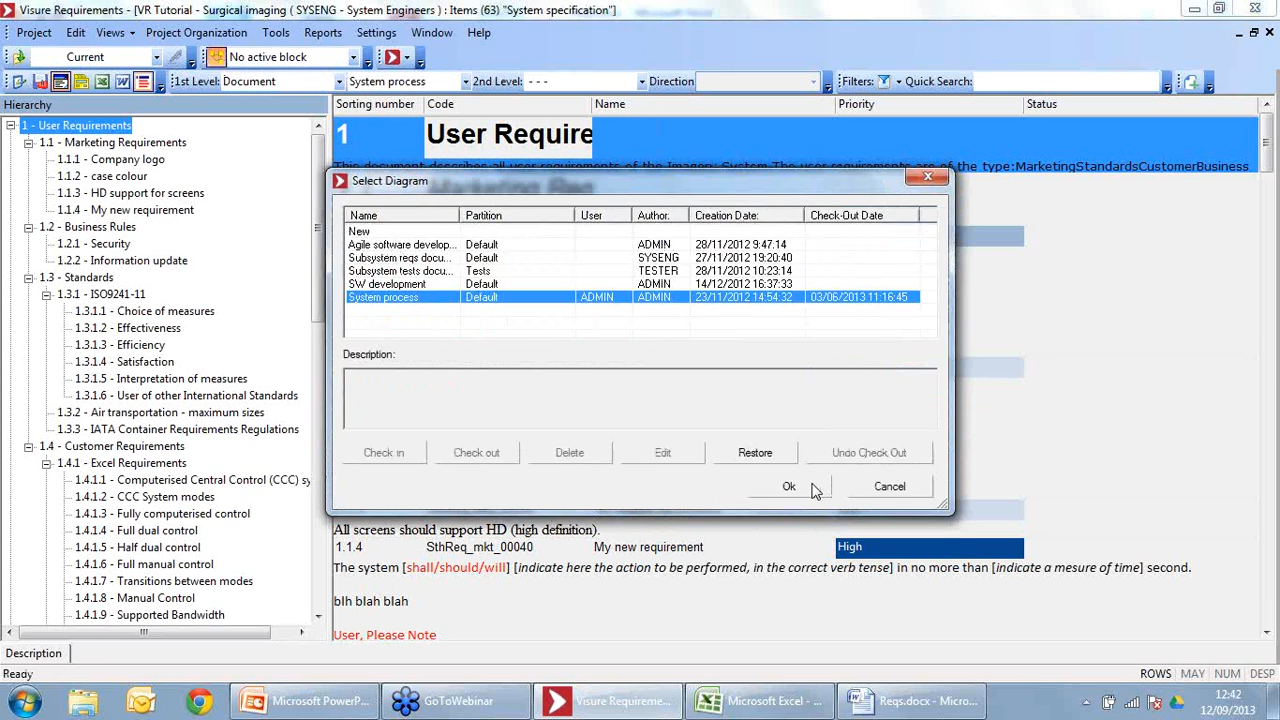 Visure Requirements - [VR Tutorial - Surgical imaging ( SYSENG - System Engineers ) : Items (63) "System specification"]
Project Edit Views Project Organization Tools Reports Settings Window Help
Current No active block
1st Level: Document System process 2nd Level: - - - Direction Filters: Quick Search:
Hierarchy
1 - User Requirements
1.1 - Marketing Requirements
1.1.1 - Company logo
1.1.2 - case colour
1.1.3 - HD support for screens
1.1.4 - My new requirement
1.2 - Business Rules
1.2.1 - Security
1.2.2 - Information update
1.3 - Standards
1.3.1 - ISO9241-11
1.3.1.1 - Choice of measures
1.3.1.2 - Effectiveness
1.3.1.3 - Efficiency
1.3.1.4 - Satisfaction
1.3.1.5 - Interpretation of measures
1.3.1.6 - User of other International Standards
1.3.2 - Air transportation - maximum sizes
1.3.3 - IATA Container Requirements Regulations
1.4 - Customer Requirements
1.4.1 - Excel Requirements
1.4.1.1 - Computerised Central Control (CCC) sy
1.4.1.2 - CCC System modes
1.4.1.3 - Fully computerised control
1.4.1.4 - Full dual control
1.4.1.5 - Half dual control
1.4.1.6 - Full manual control
1.4.1.7 - Transitions between modes
1.4.1.8 - Manual Control
1.4.1.9 - Supported Bandwidth
Sorting number Code Name Priority Status
1 User Require
This document describes all user requirements of the Imagery System.The user requirements are of the type:MarketingStandardsCustomerBusiness
Select Diagram
Name Partition User Author. Creation Date: Check-Out Date
New
Agile software develop... Default ADMIN 28/11/2012 9:47.14
Subsystem reqs docu... Default SYSENG 27/11/2012 19:20:40
Subsystem tests docu... Tests TESTER 28/11/2012 10:23:14
SW development Default ADMIN 14/12/2012 16:37:33
System process Default ADMIN ADMIN 23/11/2012 14:54:32 03/06/2013 11:16:45
Description:
Check in Check out Delete Edit Restore Undo Check Out
Ok Cancel
All screens should support HD (high definition).
1.1.4 SthReq_mkt_00040 My new requirement High
The system [shall/should/will] [indicate here the action to be performed, in the correct verb tense] in no more than [indicate a mesure of time] second.
blh blah blah
User, Please Note
Description
Ready ROWS MAY NUM DES
Microsoft PowerP... GoToWebinar Visure Requireme... Microsoft Excel - ... Reqs.docx - Micro...
12:42
12/09/2013